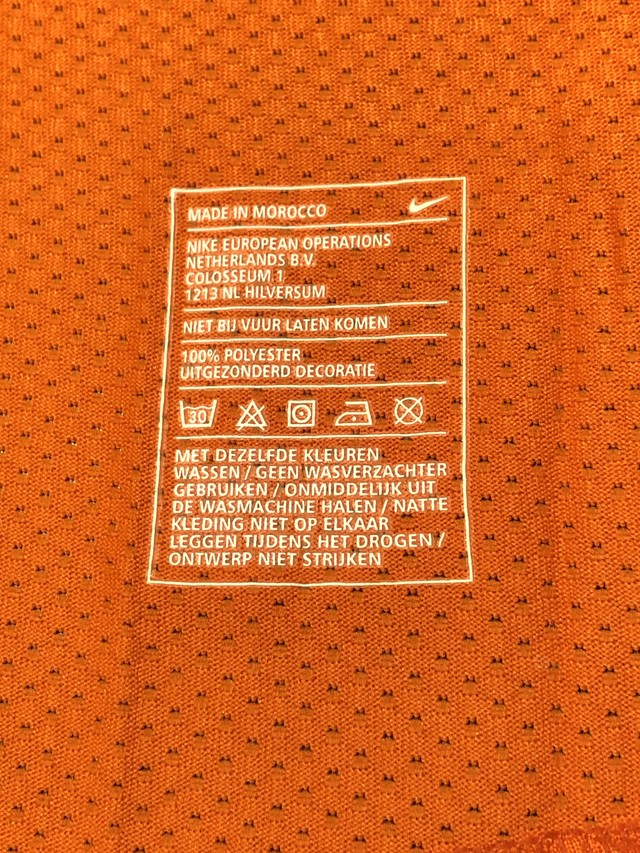 MADE IN MOROCCO
NIKE EUROPEAN OPERATIONS
NETHERLANDS B.V.
COLOSSEUM 1
1213 NL HILVERSUM
NIET BIJ VUUR LATEN KOMEN
100% POLYESTER
UITGEZONDERD DECORATIE
30
MET DEZELFDE KLEUREN
WASSEN / GEEN WASVERZACHTER
GEBRUIKEN / ONMIDDELIJK UIT
DE WASMACHINE HALEN / NATTE
KLEDING NIET OP ELKAAR
LEGGEN TIJDENS HET DROGEN /
ONTWERP NIET STRIJKEN